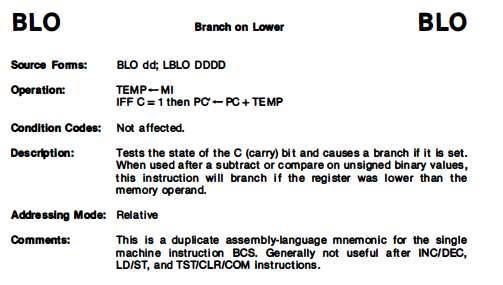 BLO Branch on Lower BLO
Source Forms: BLO dd; LBLO DDDD
Operation: TEMP←MI
IFF C = 1 then PC'←PC + TEMP
Condition Codes: Not affected.
Description: Tests the state of the C (carry) bit and causes a branch if it is set.
When used after a subtract or compare on unsigned binary values,
this instruction will branch if the register was lower than the
memory operand.
Addressing Mode: Relative
Comments: This is a duplicate assembly-language mnemonic for the single
machine instruction BCS. Generally not useful after INC/DEC,
LD/ST, and TST/CLR/COM instructions.